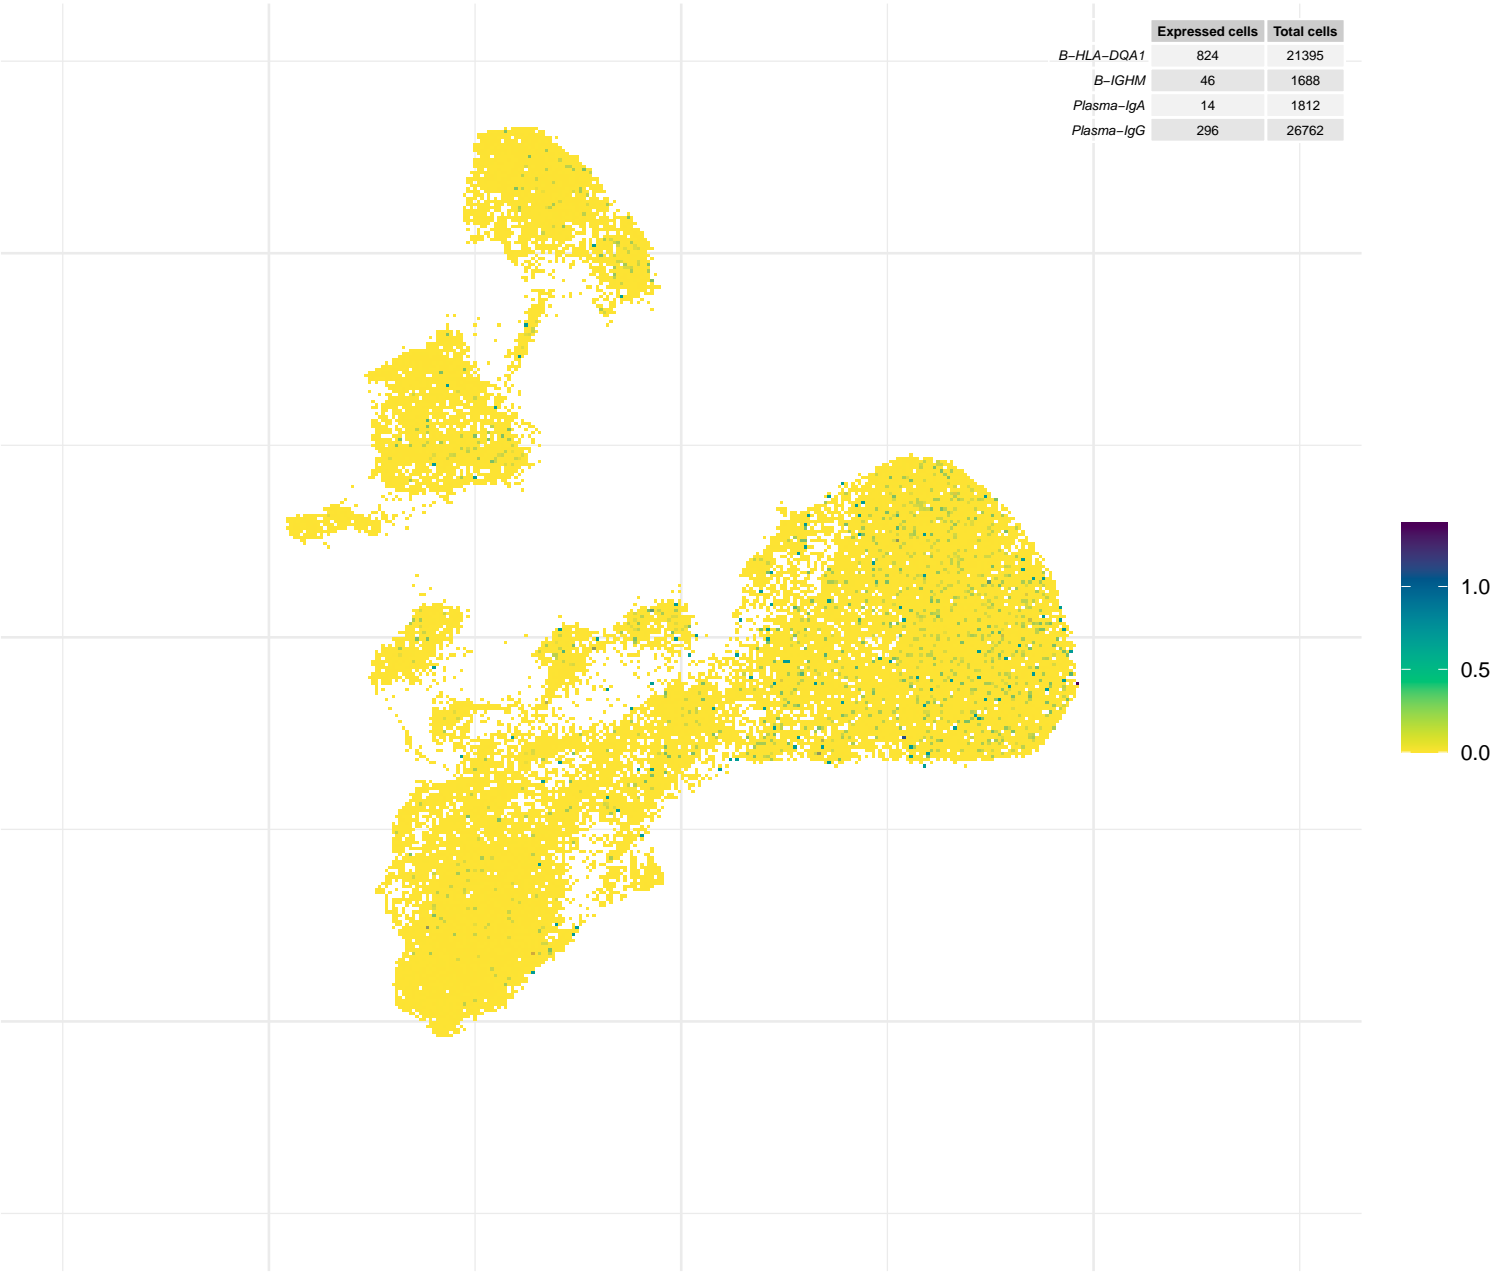 Expressed cells Total cells
B−HLA−DQA1 824 21395
B−IGHM 46 1688
Plasma−IgA 14 1812
Plasma−IgG 296 26762
1.0
0.5
0.0